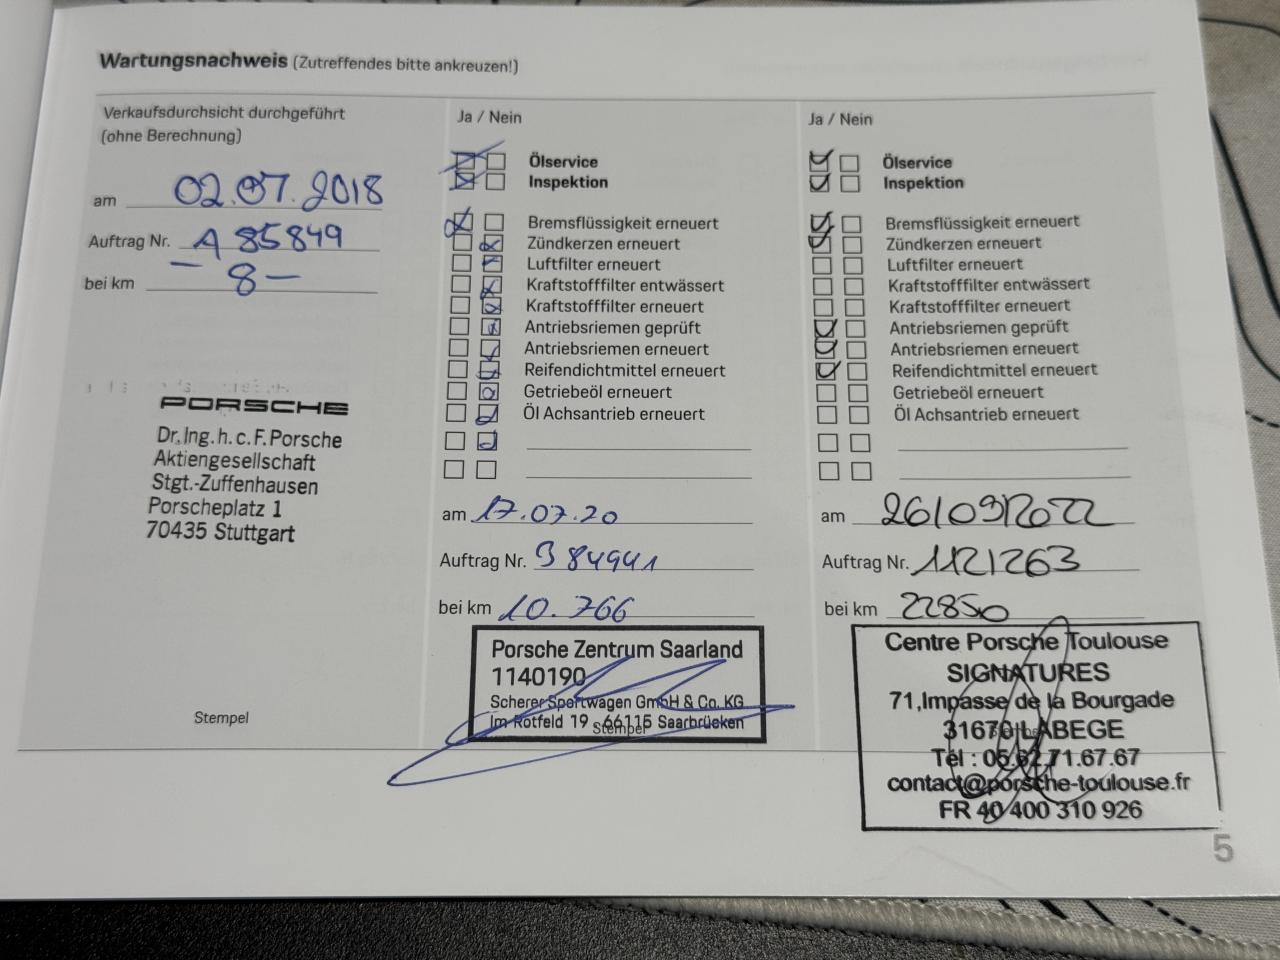 Wartungsnachweis (Zutreffendes bitte ankreuzen!)
Verkaufsdurchsicht durchgeführt
(ohne Berechnung)
am 02.07.2018
Auftrag Nr. A 85849
bei km - 8 -
PORSCHE
Dr.Ing.h.c.F.Porsche
Aktiengesellschaft
Stgt.-Zuffenhausen
Porscheplatz 1
70435 Stuttgart
Stempel
Ja / Nein
Ölservice
Inspektion
Bremsflüssigkeit erneuert
Zündkerzen erneuert
Luftfilter erneuert
Kraftstofffilter entwässert
Kraftstofffilter erneuert
Antriebsriemen geprüft
Antriebsriemen erneuert
Reifendichtmittel erneuert
Getriebeöl erneuert
Öl Achsantrieb erneuert
am 17.07.20
Auftrag Nr. 384941
bei km 10.766
Porsche Zentrum Saarland
1140190
Scherer Sportwagen GmbH & Co. KG
Im Rotfeld 19 66115 Saarbrücken
Stempel
Ja / Nein
Ölservice
Inspektion
Bremsflüssigkeit erneuert
Zündkerzen erneuert
Luftfilter erneuert
Kraftstofffilter entwässert
Kraftstofffilter erneuert
Antriebsriemen geprüft
Antriebsriemen erneuert
Reifendichtmittel erneuert
Getriebeöl erneuert
Öl Achsantrieb erneuert
am 26/09/2022
Auftrag Nr. 1121263
bei km 22850
Centre Porsche Toulouse
SIGNATURES
71,Impasse de la Bourgade
31670 LABEGE
Tél : 05.62.71.67.67
contact@porsche-toulouse.fr
FR 40 400 310 926
5